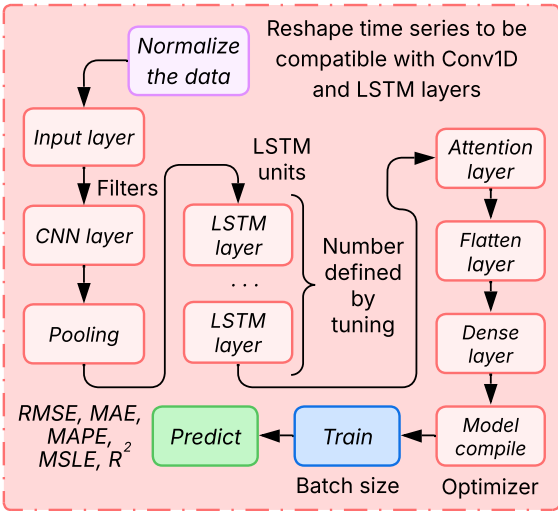 Normalize
the data
Reshape time series to be
compatible with Conv1D
and LSTM layers
Input layer
Filters
CNN layer
Pooling
LSTM
units
LSTM
layer
. . .
LSTM
layer
Number
defined
by
tuning
Attention
layer
Flatten
layer
Dense
layer
Model
compile
Optimizer
Train
Batch size
Predict
RMSE, MAE,
MAPE,
MSLE, R²